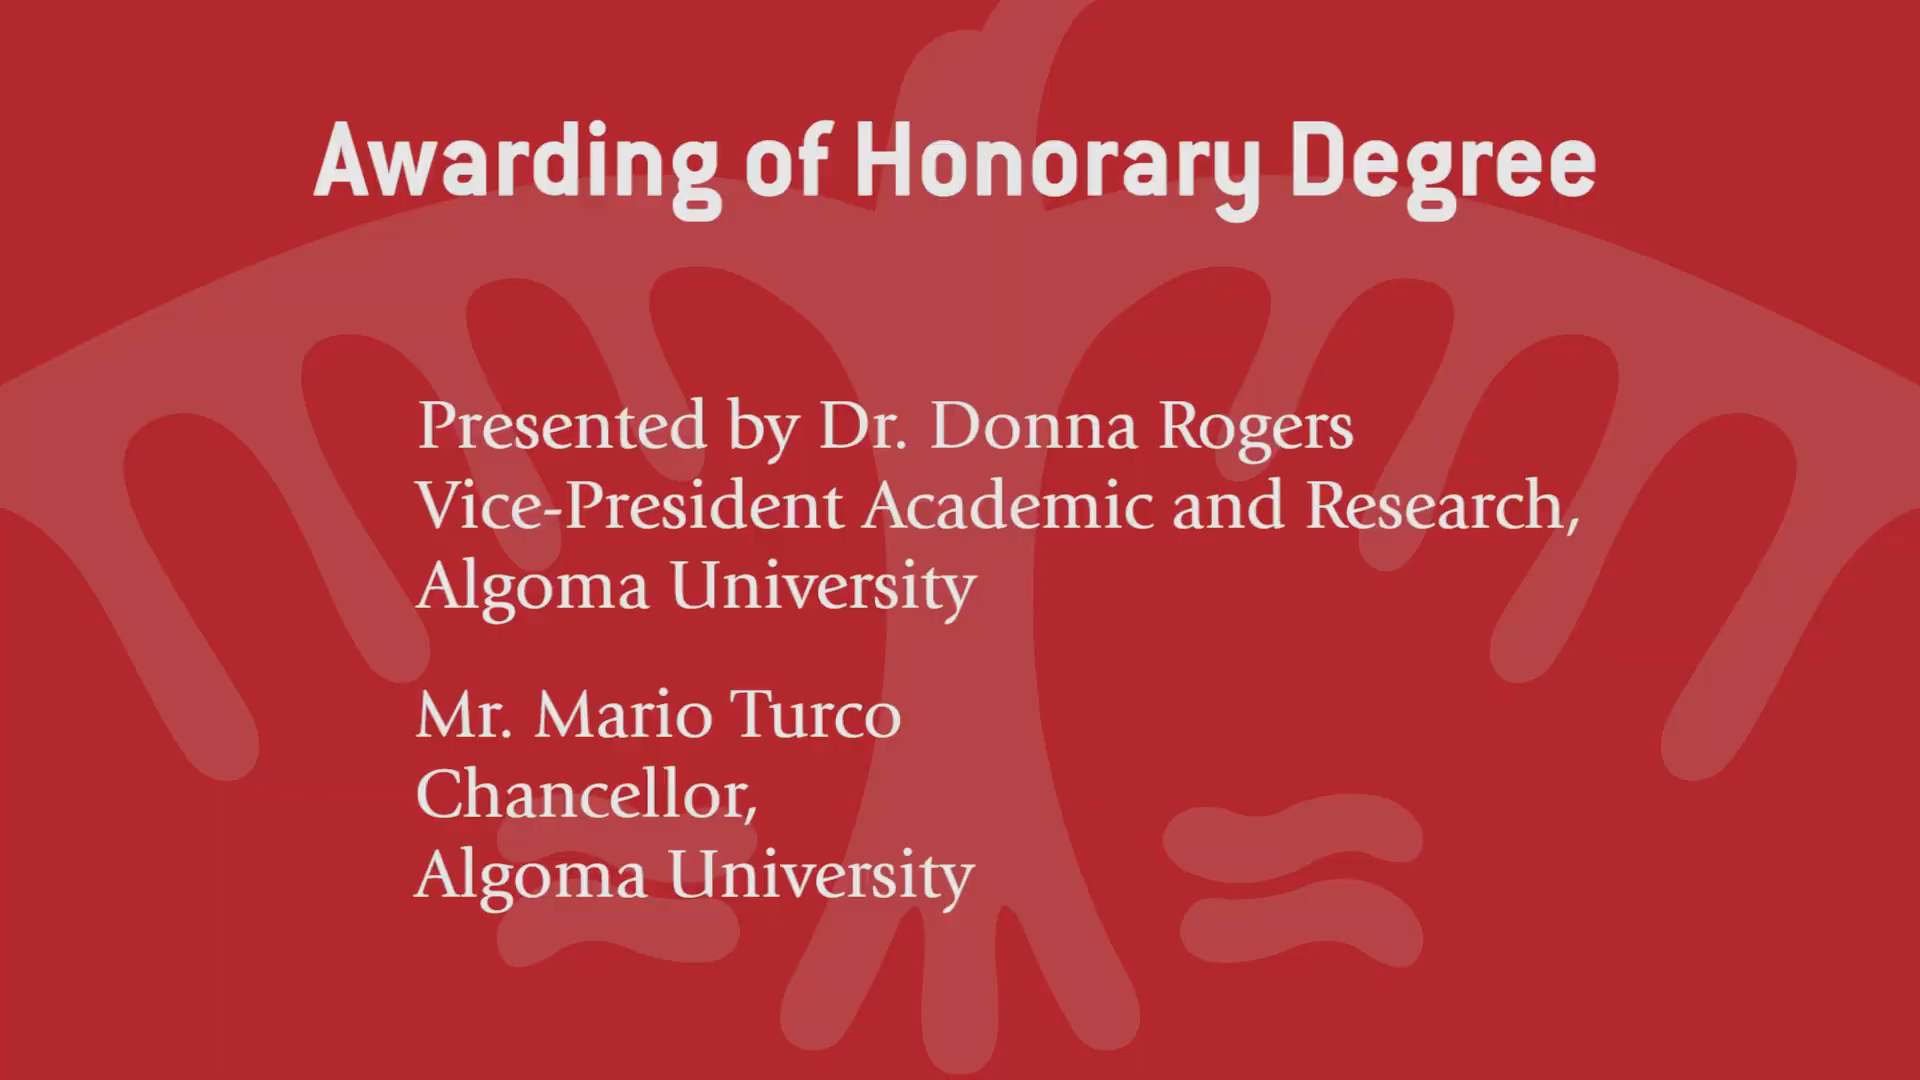 Awarding of Honorary Degree
Presented by Dr. Donna Rogers
Vice-President Academic and Research,
Algoma University
Mr. Mario Turco
Chancellor,
Algoma University